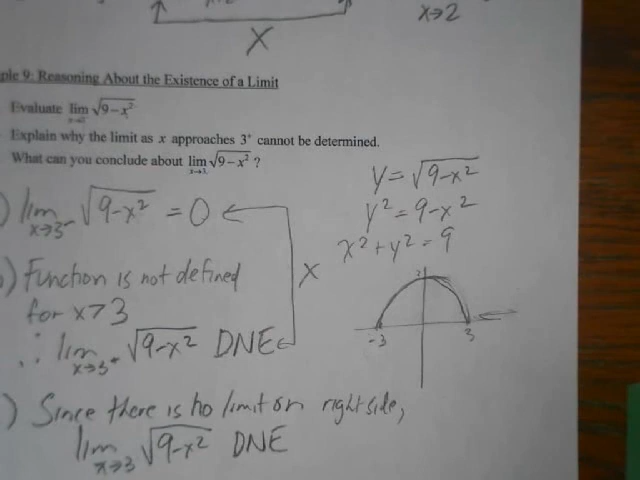 x→2
X
ple 9: Reasoning About the Existence of a Limit
Evaluate lim √9-x²
Explain why the limit as x approaches 3⁺ cannot be determined.
What can you conclude about lim √9-x² ?
x→3
y=√9-x²
y²=9-x²
x²+y²=9
) lim √9-x² = 0
x→3⁻
) Function is not defined
for x>3
X
-3
3
∴ lim √9-x² DNE
x→3⁺
) Since there is no limit on right side,
lim √9-x² DNE
x→3